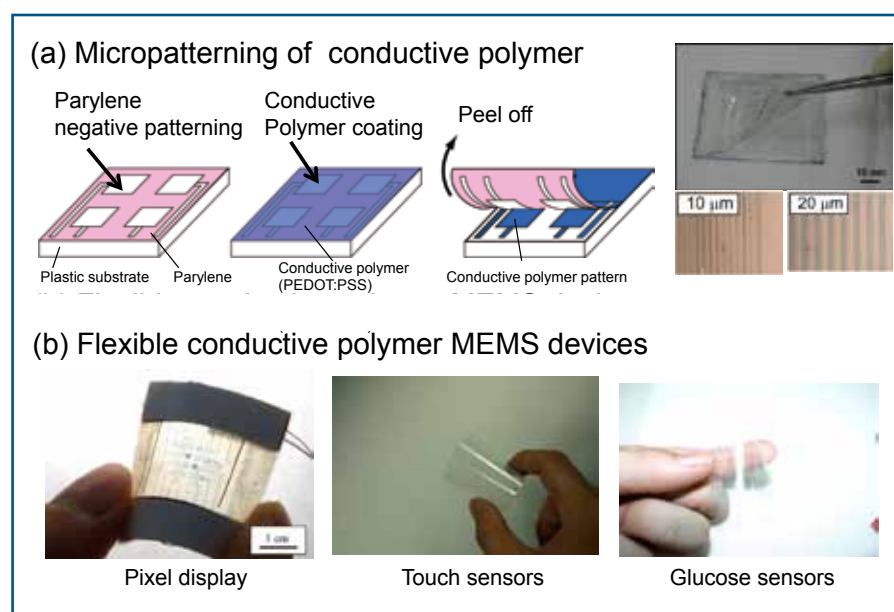 (a) Micropatterning of  conductive polymer
Parylene
negative patterning
Conductive
Polymer coating
Peel off
Plastic substrate
Parylene
Conductive polymer
(PEDOT:PSS)
Conductive polymer pattern
10 mm
10 μm
20 μm
(b) Flexible conductive polymer MEMS devices
1 cm
Pixel display
Touch sensors
Glucose sensors